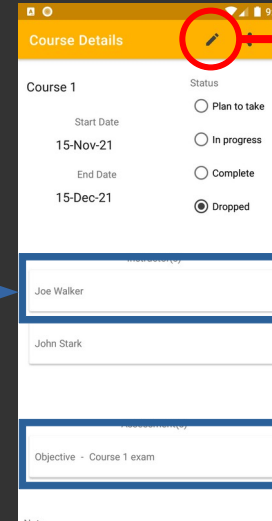 9
Course Details
Course 1
Status
Plan to take
Start Date
15-Nov-21
In progress
End Date
Complete
15-Dec-21
Dropped
Joe Walker
John Stark
Objective - Course 1 exam